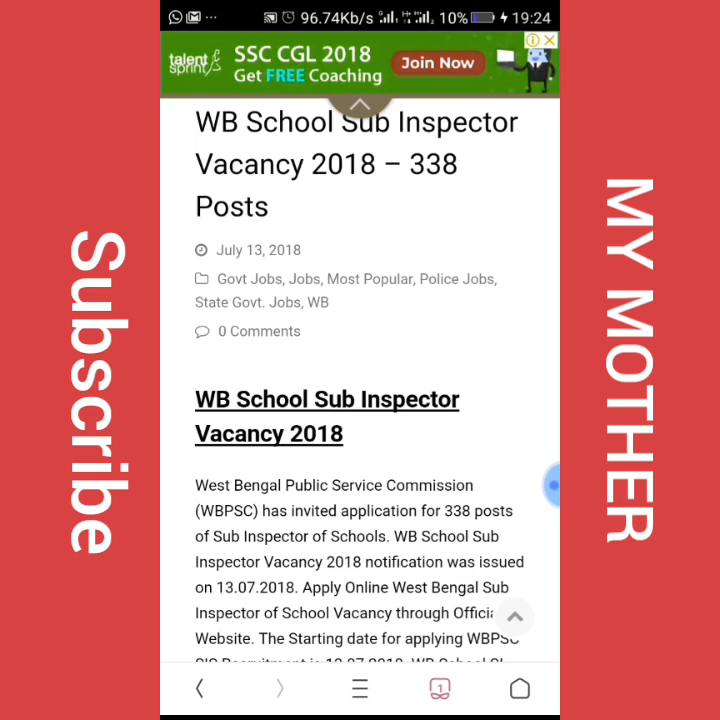 96.74Kb/s 10% 19:24
talent sprint
SSC CGL 2018
Get FREE Coaching
Join Now
WB School Sub Inspector
Vacancy 2018 – 338
Posts
July 13, 2018
Govt Jobs, Jobs, Most Popular, Police Jobs,
State Govt. Jobs, WB
0 Comments
WB School Sub Inspector
Vacancy 2018
West Bengal Public Service Commission
(WBPSC) has invited application for 338 posts
of Sub Inspector of Schools. WB School Sub
Inspector Vacancy 2018 notification was issued
on 13.07.2018. Apply Online West Bengal Sub
Inspector of School Vacancy through Official
Website. The Starting date for applying WBPSC
1
Subscribe
MY MOTHER